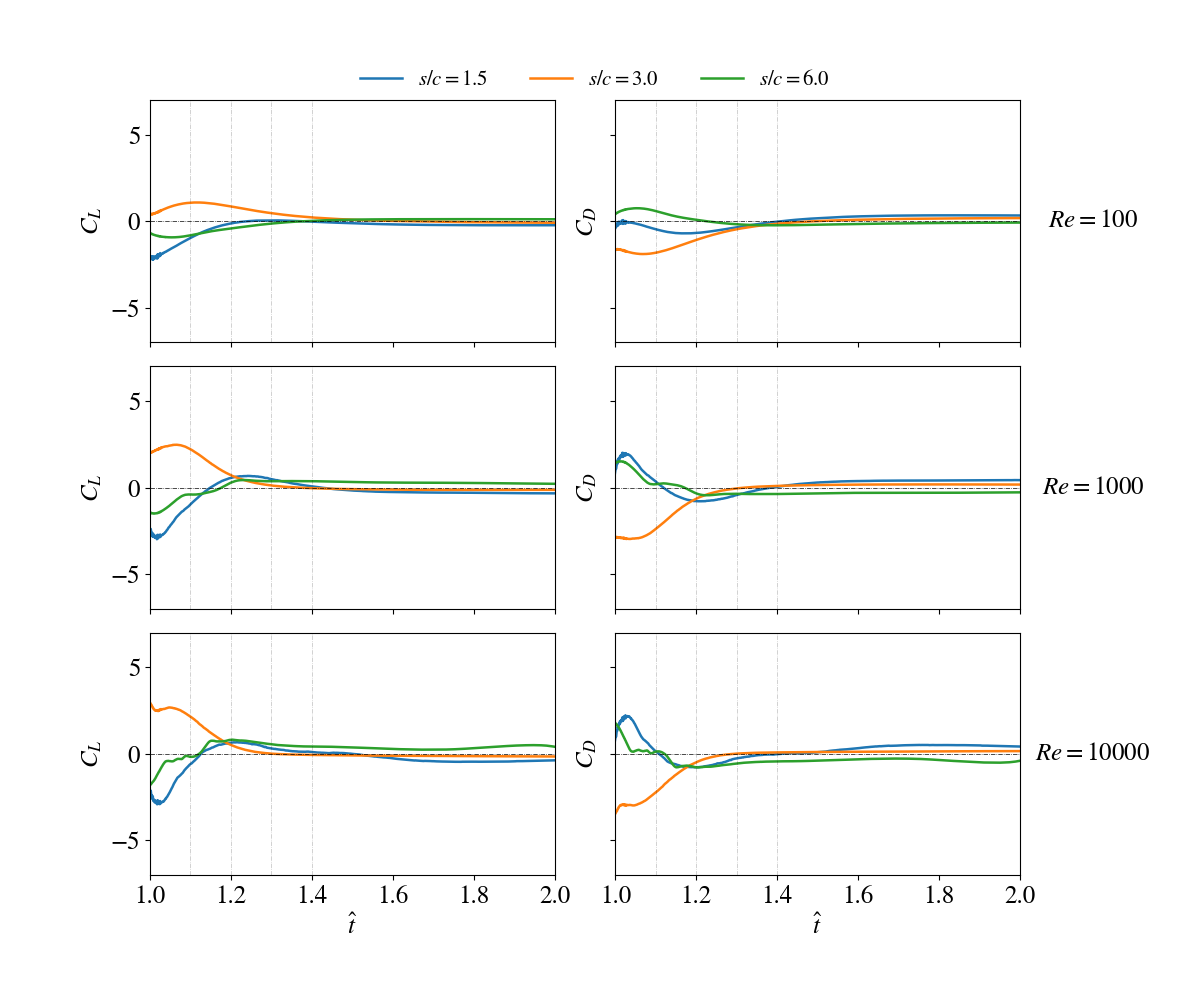 s/c = 1.5 s/c = 3.0 s/c = 6.0
5
0
−5
C_L
C_D
Re = 100
5
0
−5
C_L
C_D
Re = 1000
5
0
−5
C_L
C_D
Re = 10000
1.0 1.2 1.4 1.6 1.8 2.0
1.0 1.2 1.4 1.6 1.8 2.0
t̂
t̂